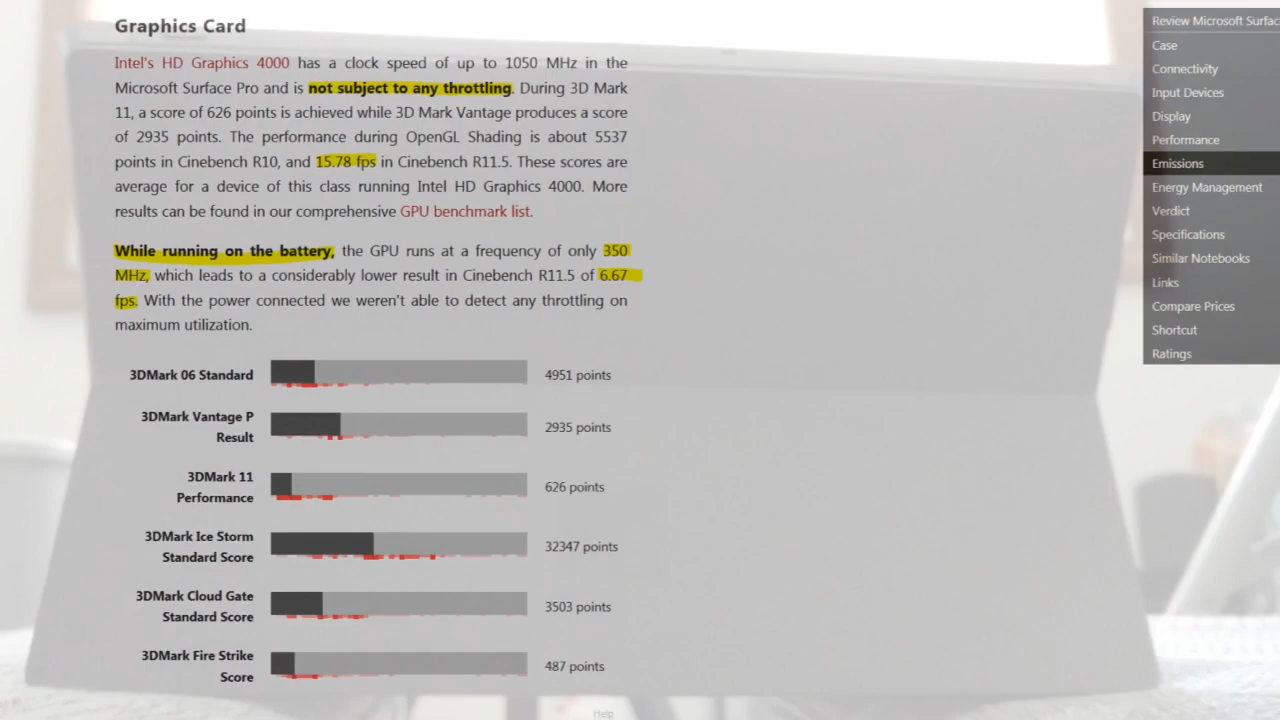 Graphics Card
Intel's HD Graphics 4000 has a clock speed of up to 1050 MHz in the
Microsoft Surface Pro and is not subject to any throttling. During 3D Mark
11, a score of 626 points is achieved while 3D Mark Vantage produces a score
of 2935 points. The performance during OpenGL Shading is about 5537
points in Cinebench R10, and 15.78 fps in Cinebench R11.5. These scores are
average for a device of this class running Intel HD Graphics 4000. More
results can be found in our comprehensive GPU benchmark list.
While running on the battery, the GPU runs at a frequency of only 350
MHz, which leads to a considerably lower result in Cinebench R11.5 of 6.67
fps. With the power connected we weren't able to detect any throttling on
maximum utilization.
3DMark 06 Standard 4951 points
3DMark Vantage P
Result 2935 points
3DMark 11
Performance 626 points
3DMark Ice Storm
Standard Score 32347 points
3DMark Cloud Gate
Standard Score 3503 points
3DMark Fire Strike
Score 487 points
Help
Review Microsoft Surfac
Case
Connectivity
Input Devices
Display
Performance
Emissions
Energy Management
Verdict
Specifications
Similar Notebooks
Links
Compare Prices
Shortcut
Ratings